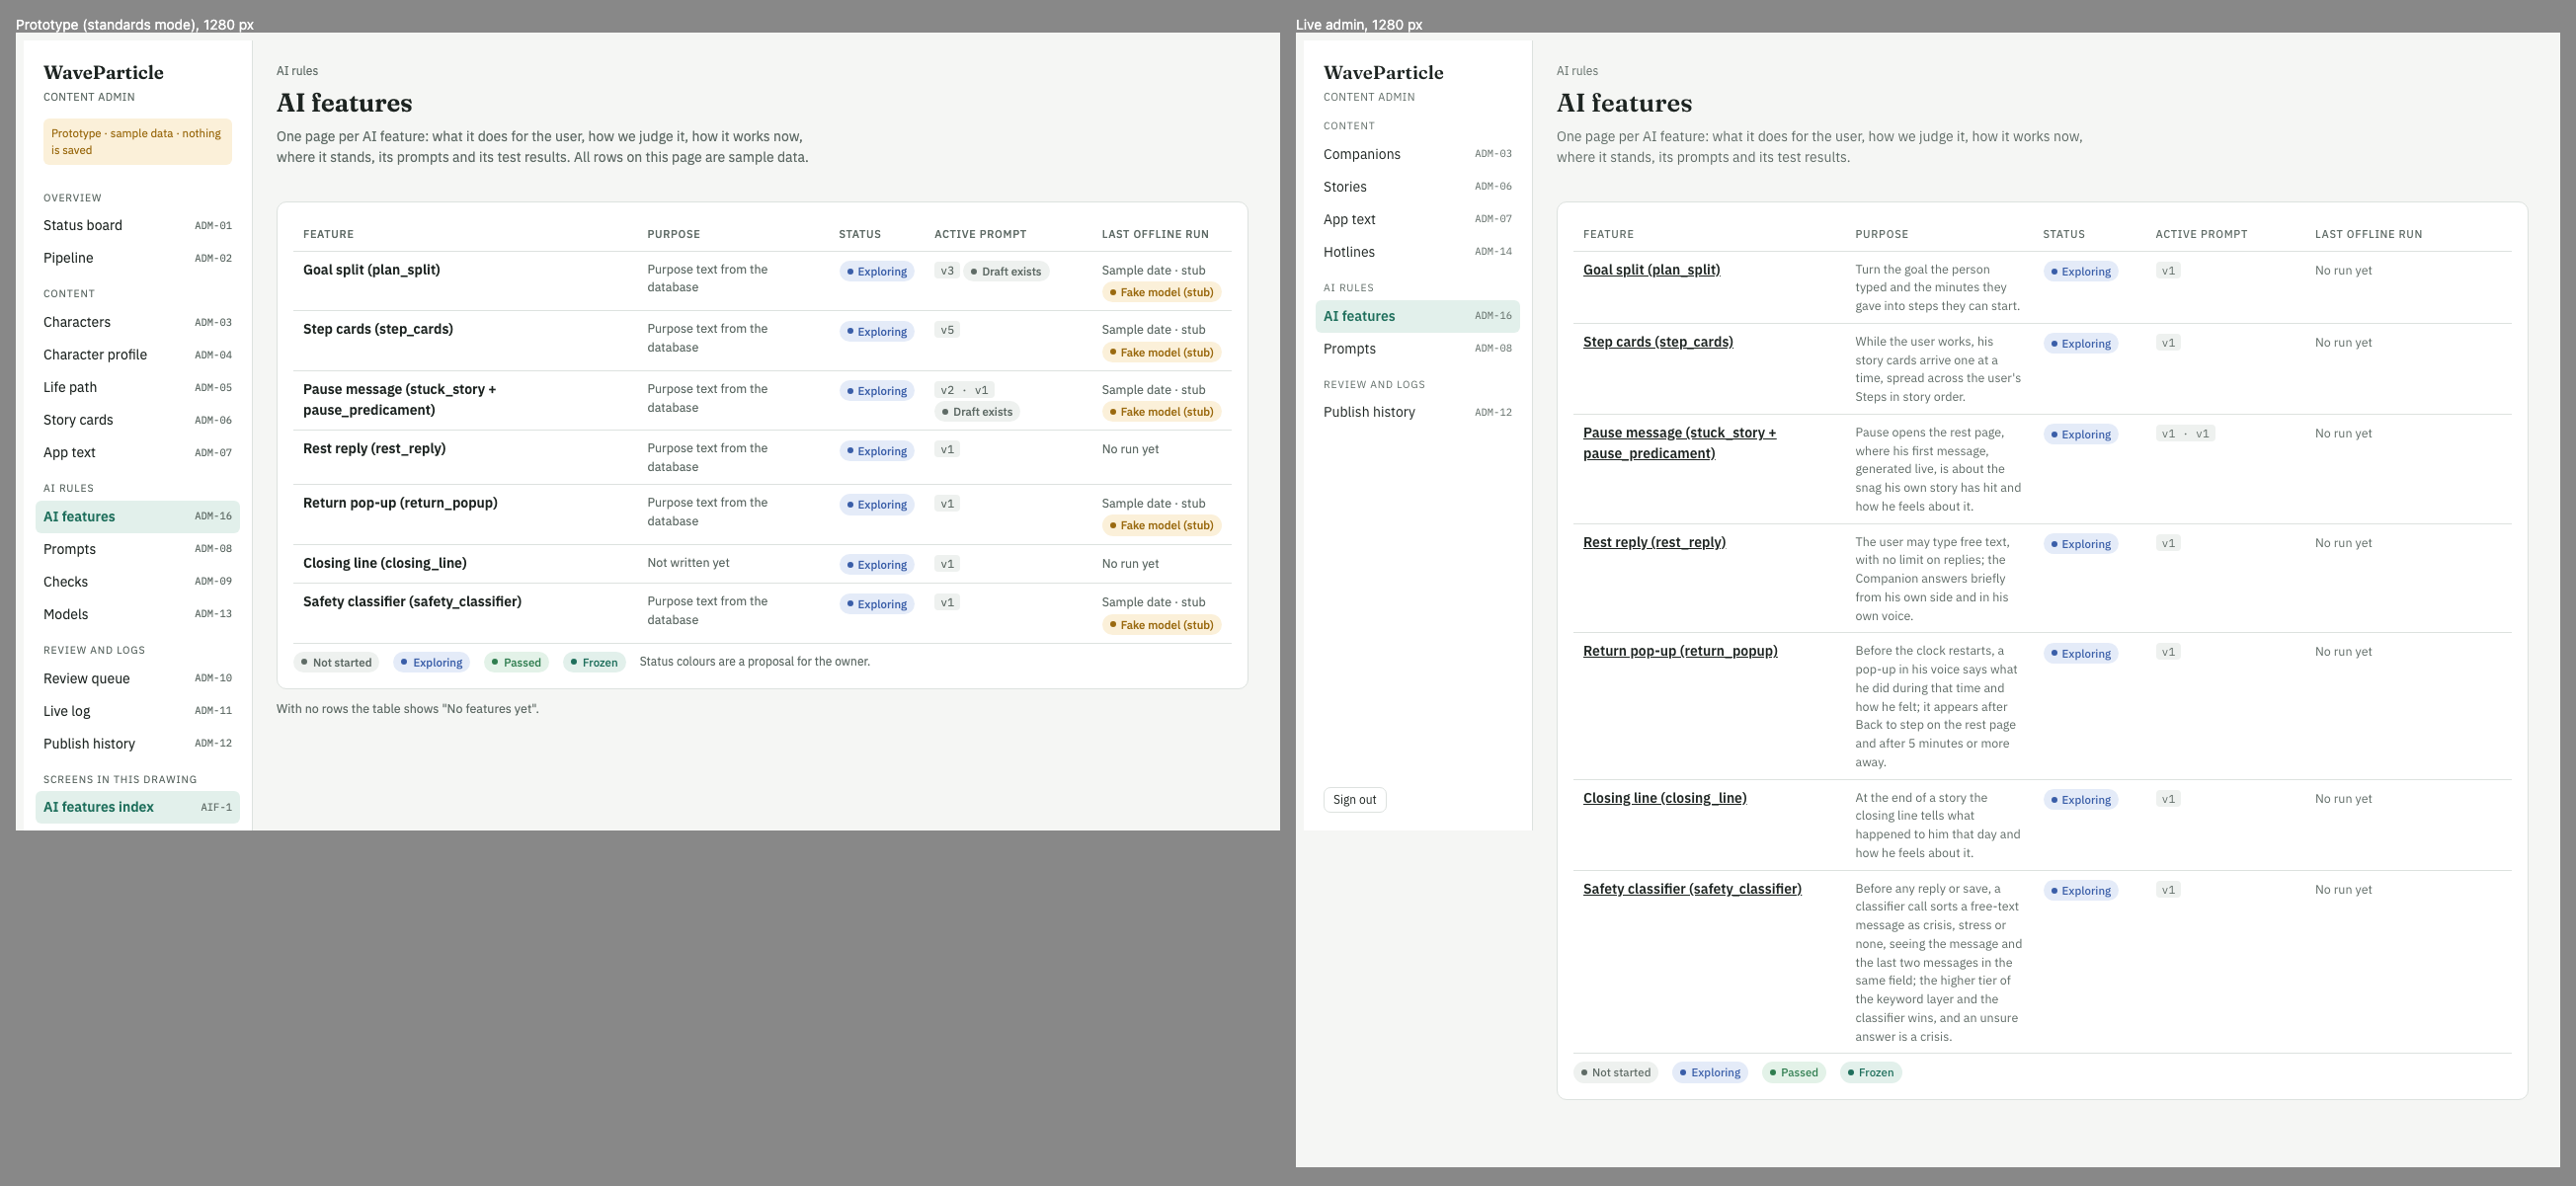 Prototype (standards mode), 1280 px
WaveParticle
CONTENT ADMIN
Prototype · sample data · nothing
is saved
OVERVIEW
Status board ADM-01
Pipeline ADM-02
CONTENT
Characters ADM-03
Character profile ADM-04
Life path ADM-05
Story cards ADM-06
App text ADM-07
AI RULES
AI features ADM-16
Prompts ADM-08
Checks ADM-09
Models ADM-13
REVIEW AND LOGS
Review queue ADM-10
Live log ADM-11
Publish history ADM-12
SCREENS IN THIS DRAWING
AI features index AIF-1
AI rules
AI features
One page per AI feature: what it does for the user, how we judge it, how it works now,
where it stands, its prompts and its test results. All rows on this page are sample data.
FEATURE PURPOSE STATUS ACTIVE PROMPT LAST OFFLINE RUN
Goal split (plan_split) Purpose text from the Exploring v3 Draft exists Sample date · stub
database Fake model (stub)
Step cards (step_cards) Purpose text from the Exploring v5 Sample date · stub
database Fake model (stub)
Pause message (stuck_story + Purpose text from the Exploring v2 · v1 Sample date · stub
pause_predicament) database Draft exists Fake model (stub)
Rest reply (rest_reply) Purpose text from the Exploring v1 No run yet
database
Return pop-up (return_popup) Purpose text from the Exploring v1 Sample date · stub
database Fake model (stub)
Closing line (closing_line) Not written yet Exploring v1 No run yet
Safety classifier (safety_classifier) Purpose text from the Exploring v1 Sample date · stub
database Fake model (stub)
Not started Exploring Passed Frozen Status colours are a proposal for the owner.
With no rows the table shows "No features yet".
Live admin, 1280 px
WaveParticle
CONTENT ADMIN
CONTENT
Companions ADM-03
Stories ADM-06
App text ADM-07
Hotlines ADM-14
AI RULES
AI features ADM-16
Prompts ADM-08
REVIEW AND LOGS
Publish history ADM-12
Sign out
AI rules
AI features
One page per AI feature: what it does for the user, how we judge it, how it works now,
where it stands, its prompts and its test results.
FEATURE PURPOSE STATUS ACTIVE PROMPT LAST OFFLINE RUN
Goal split (plan_split) Turn the goal the person Exploring v1 No run yet
typed and the minutes they
gave into steps they can start.
Step cards (step_cards) While the user works, his Exploring v1 No run yet
story cards arrive one at a
time, spread across the user's
Steps in story order.
Pause message (stuck_story + Pause opens the rest page, Exploring v1 · v1 No run yet
pause_predicament) where his first message,
generated live, is about the
snag his own story has hit and
how he feels about it.
Rest reply (rest_reply) The user may type free text, Exploring v1 No run yet
with no limit on replies; the
Companion answers briefly
from his own side and in his
own voice.
Return pop-up (return_popup) Before the clock restarts, a Exploring v1 No run yet
pop-up in his voice says what
he did during that time and
how he felt; it appears after
Back to step on the rest page
and after 5 minutes or more
away.
Closing line (closing_line) At the end of a story the Exploring v1 No run yet
closing line tells what
happened to him that day and
how he feels about it.
Safety classifier (safety_classifier) Before any reply or save, a Exploring v1 No run yet
classifier call sorts a free-text
message as crisis, stress or
none, seeing the message and
the last two messages in the
same field; the higher tier of
the keyword layer and the
classifier wins, and an unsure
answer is a crisis.
Not started Exploring Passed Frozen